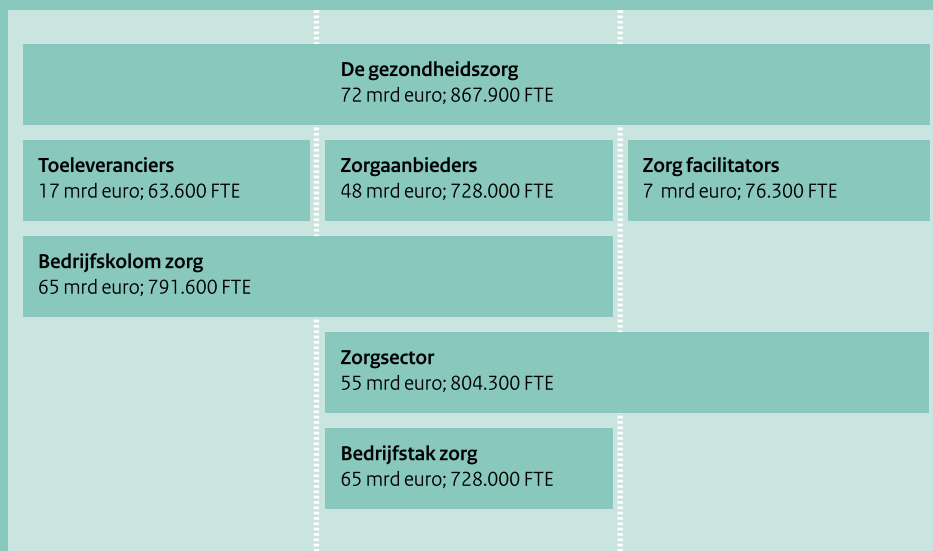 De gezondheidszorg
72 mrd euro; 867.900 FTE
Toeleveranciers
17 mrd euro; 63.600 FTE
Zorgaanbieders
48 mrd euro; 728.000 FTE
Zorg facilitators
7 mrd euro; 76.300 FTE
Bedrijfskolom zorg
65 mrd euro; 791.600 FTE
Zorgsector
55 mrd euro; 804.300 FTE
Bedrijfstak zorg
65 mrd euro; 728.000 FTE